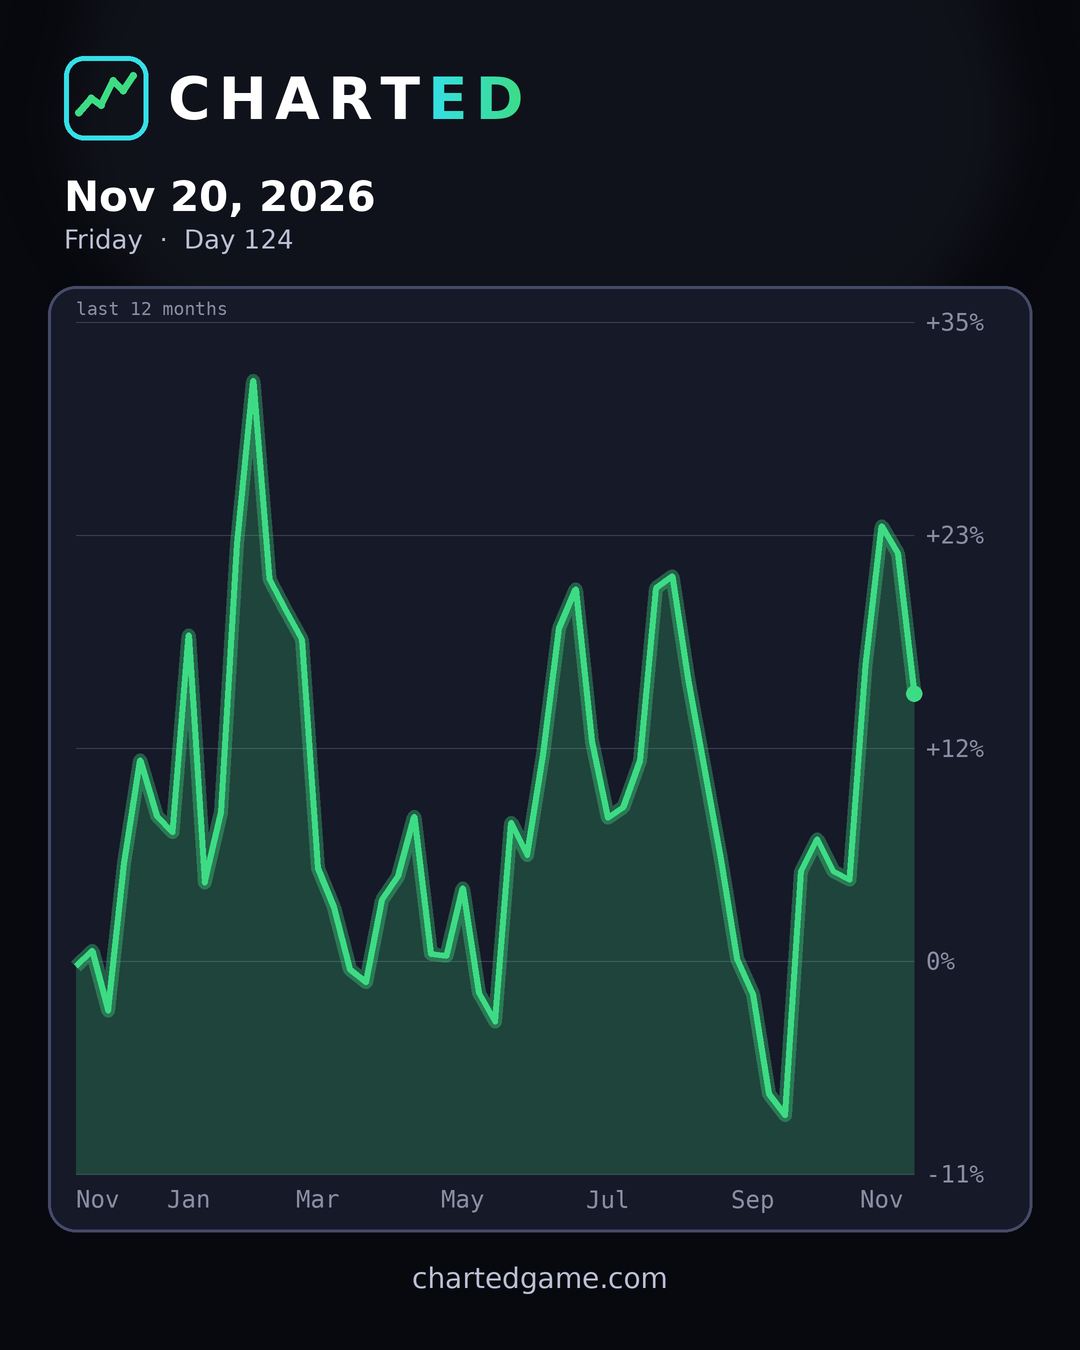 CHARTED
Nov 20, 2026
Friday · Day 124
last 12 months
+35%
+23%
+12%
0%
-11%
Nov Jan Mar May Jul Sep Nov
chartedgame.com